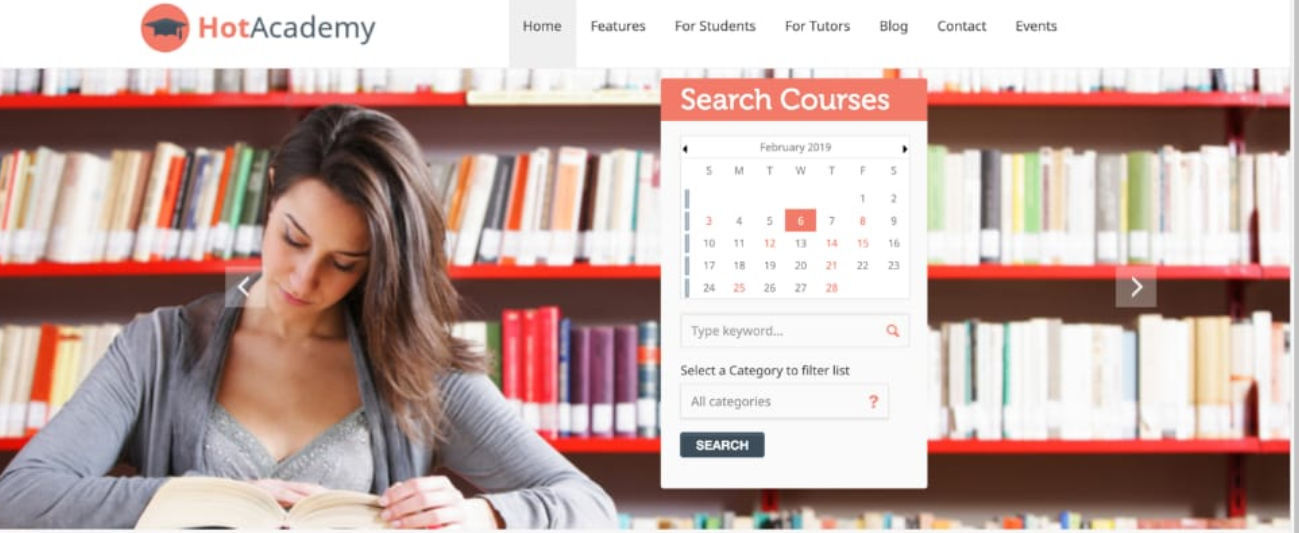 HotAcademy
Home Features For Students For Tutors Blog Contact Events
Search Courses
February 2019
S M T W T F S
1 2
3 4 5 6 7 8 9
10 11 12 13 14 15 16
17 18 19 20 21 22 23
24 25 26 27 28
Type keyword...
Select a Category to filter list
All categories ?
SEARCH